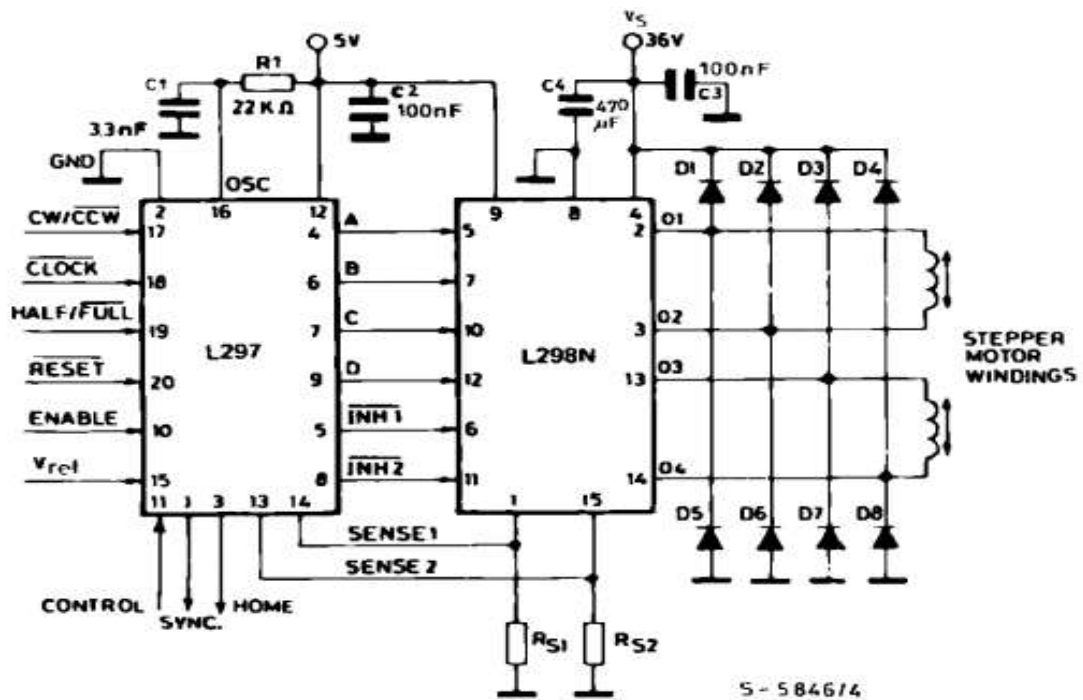 Vs
5V
36V
R1
C1
22KΩ
3.3nF
C2
100nF
C4
470
µF
100nF
C3
GND
OSC
D1 D2 D3 D4
2 16 12
9 8 4
CW/CCW 17
4 A 5
2 O1
CLOCK 18
6 B 7
HALF/FULL 19
7 C 10
3 O2
L297
L298N
STEPPER
MOTOR
WINDINGS
RESET 20
9 D 12
13 O3
ENABLE 10
5 INH1 6
Vref 15
8 INH2 11
14 O4
11 1 3 13 14
1 15
D5 D6 D7 D8
SENSE1
SENSE2
CONTROL
SYNC.
HOME
RS1
RS2
S-5846/4